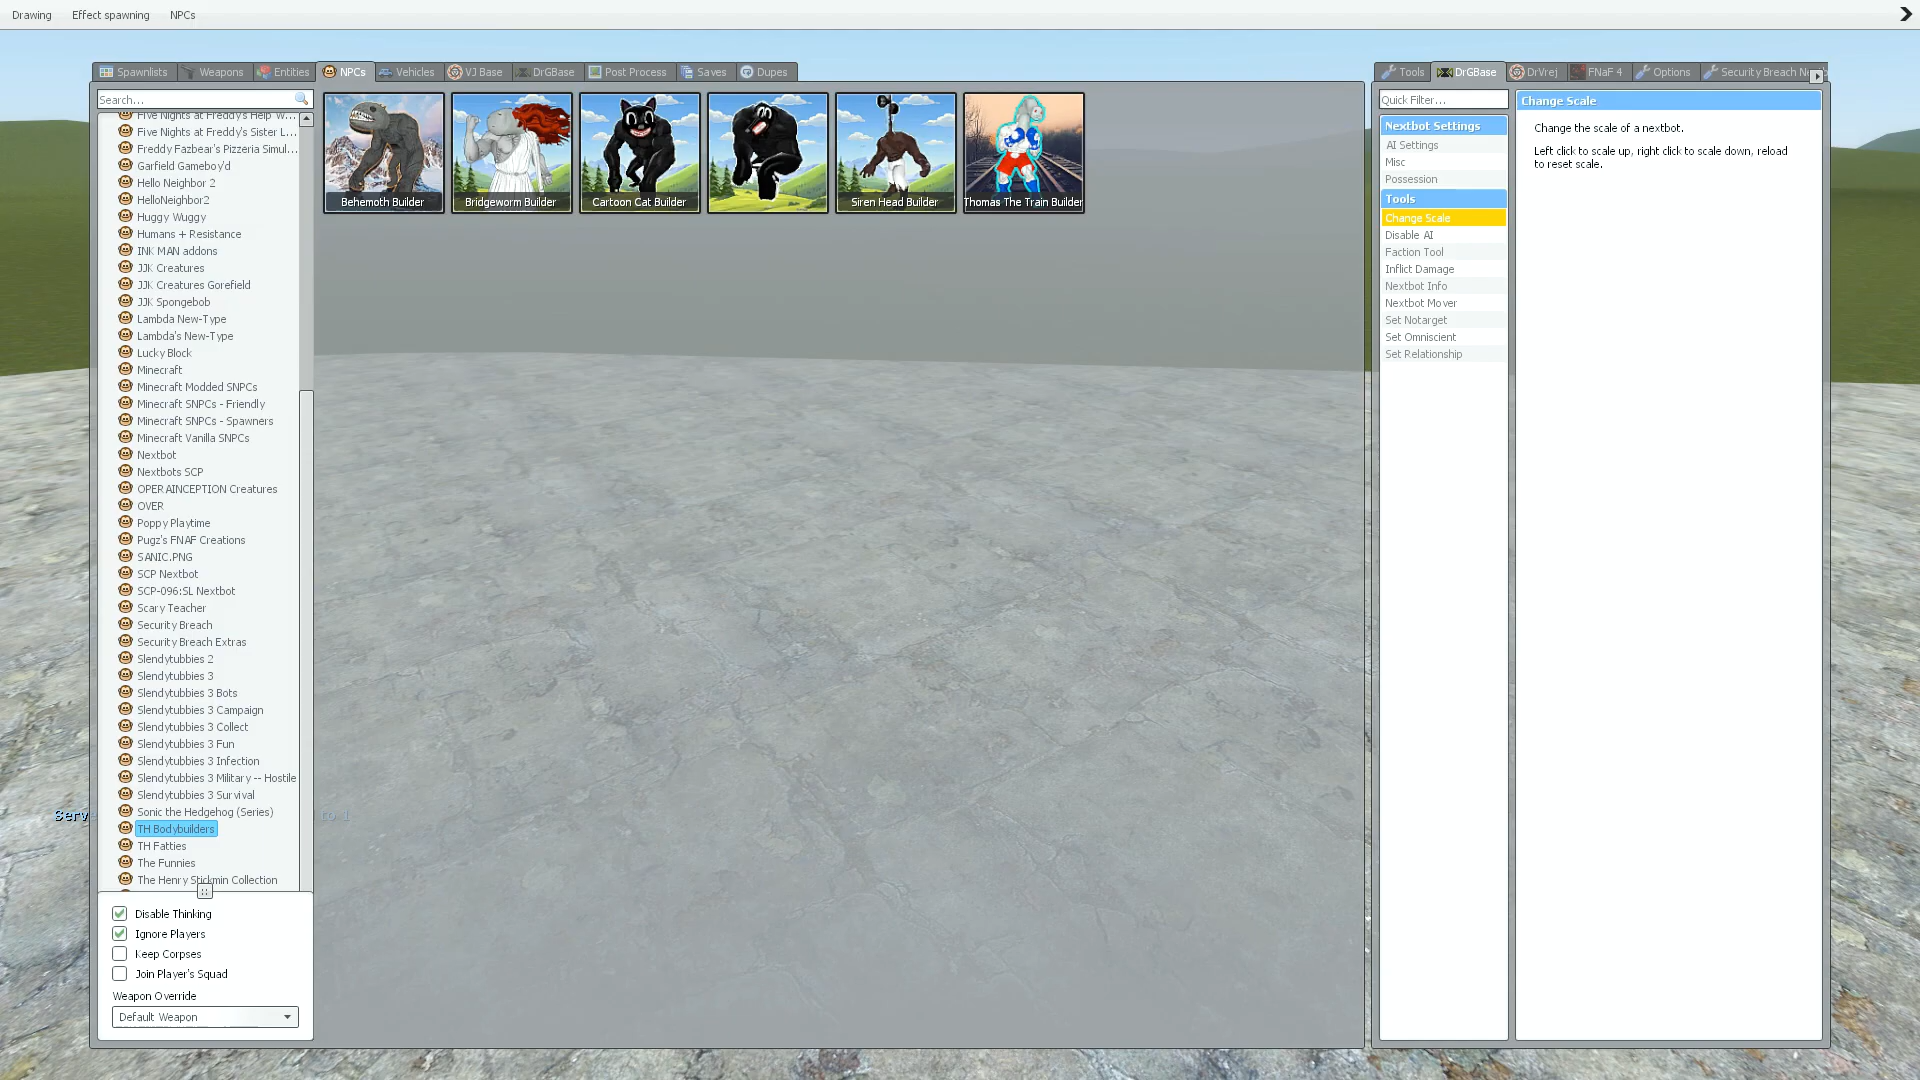 Drawing Effect spawning NPCs
Spawnlists Weapons Entities NPCs Vehicles VJ Base DrGBase Post Process Saves Dupes
Search...
Five Nights at Freddy's Help W...
Five Nights at Freddy's Sister L...
Freddy Fazbear's Pizzeria Simul...
Garfield Gameboy'd
Hello Neighbor 2
HelloNeighbor2
Huggy Wuggy
Humans + Resistance
INK MAN addons
JJK Creatures
JJK Creatures Gorefield
JJK Spongebob
Lambda New-Type
Lambda's New-Type
Lucky Block
Minecraft
Minecraft Modded SNPCs
Minecraft SNPCs - Friendly
Minecraft SNPCs - Spawners
Minecraft Vanilla SNPCs
Nextbot
Nextbots SCP
OPERAINCEPTION Creatures
OVER
Poppy Playtime
Pugz's FNAF Creations
SANIC.PNG
SCP Nextbot
SCP-096:SL Nextbot
Scary Teacher
Security Breach
Security Breach Extras
Slendytubbies 2
Slendytubbies 3
Slendytubbies 3 Bots
Slendytubbies 3 Campaign
Slendytubbies 3 Collect
Slendytubbies 3 Fun
Slendytubbies 3 Infection
Slendytubbies 3 Military -- Hostile
Slendytubbies 3 Survival
Sonic the Hedgehog (Series)
TH Bodybuilders
TH Fatties
The Funnies
The Henry Stickmin Collection
Serv
to 1
Disable Thinking
Ignore Players
Keep Corpses
Join Player's Squad
Weapon Override
Default Weapon
Behemoth Builder
Bridgeworm Builder
Cartoon Cat Builder
Siren Head Builder
Thomas The Train Builder
Tools DrGBase DrVrej FNaF 4 Options Security Breach
Quick Filter...
Nextbot Settings
AI Settings
Misc
Possession
Tools
Change Scale
Disable AI
Faction Tool
Inflict Damage
Nextbot Info
Nextbot Mover
Set Notarget
Set Omniscient
Set Relationship
Change Scale
Change the scale of a nextbot.
Left click to scale up, right click to scale down, reload
to reset scale.